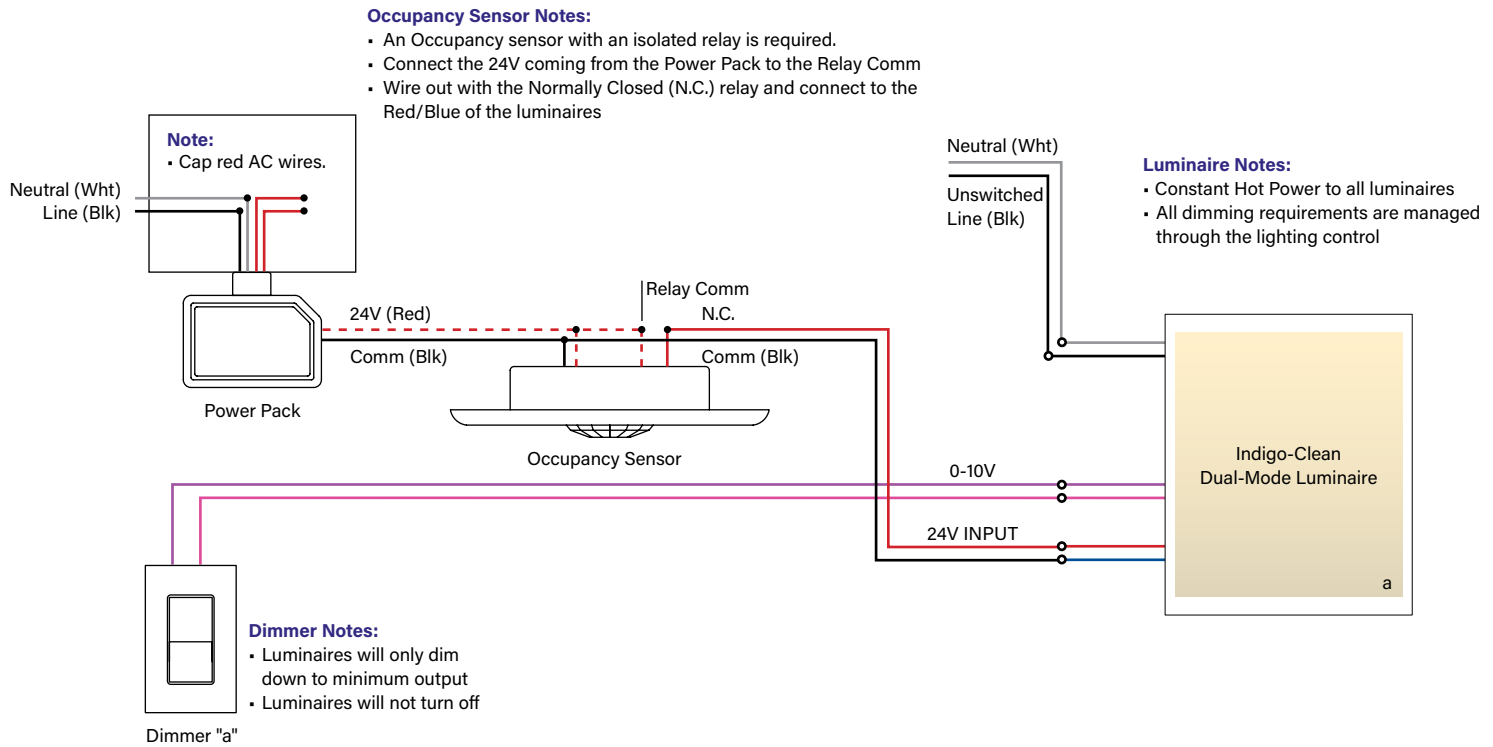 Occupancy Sensor Notes:
▪ An Occupancy sensor with an isolated relay is required.
▪ Connect the 24V coming from the Power Pack to the Relay Comm
▪ Wire out with the Normally Closed (N.C.) relay and connect to the
Red/Blue of the luminaires
Note:
▪ Cap red AC wires.
Neutral (Wht)
Line (Blk)
Neutral (Wht)
Unswitched
Line (Blk)
Luminaire Notes:
▪ Constant Hot Power to all luminaires
▪ All dimming requirements are managed
through the lighting control
24V (Red)
Comm (Blk)
Relay Comm
N.C.
Comm (Blk)
Power Pack
Occupancy Sensor
0-10V
24V INPUT
Indigo-Clean
Dual-Mode Luminaire
a
Dimmer Notes:
▪ Luminaires will only dim
down to minimum output
▪ Luminaires will not turn off
Dimmer "a"